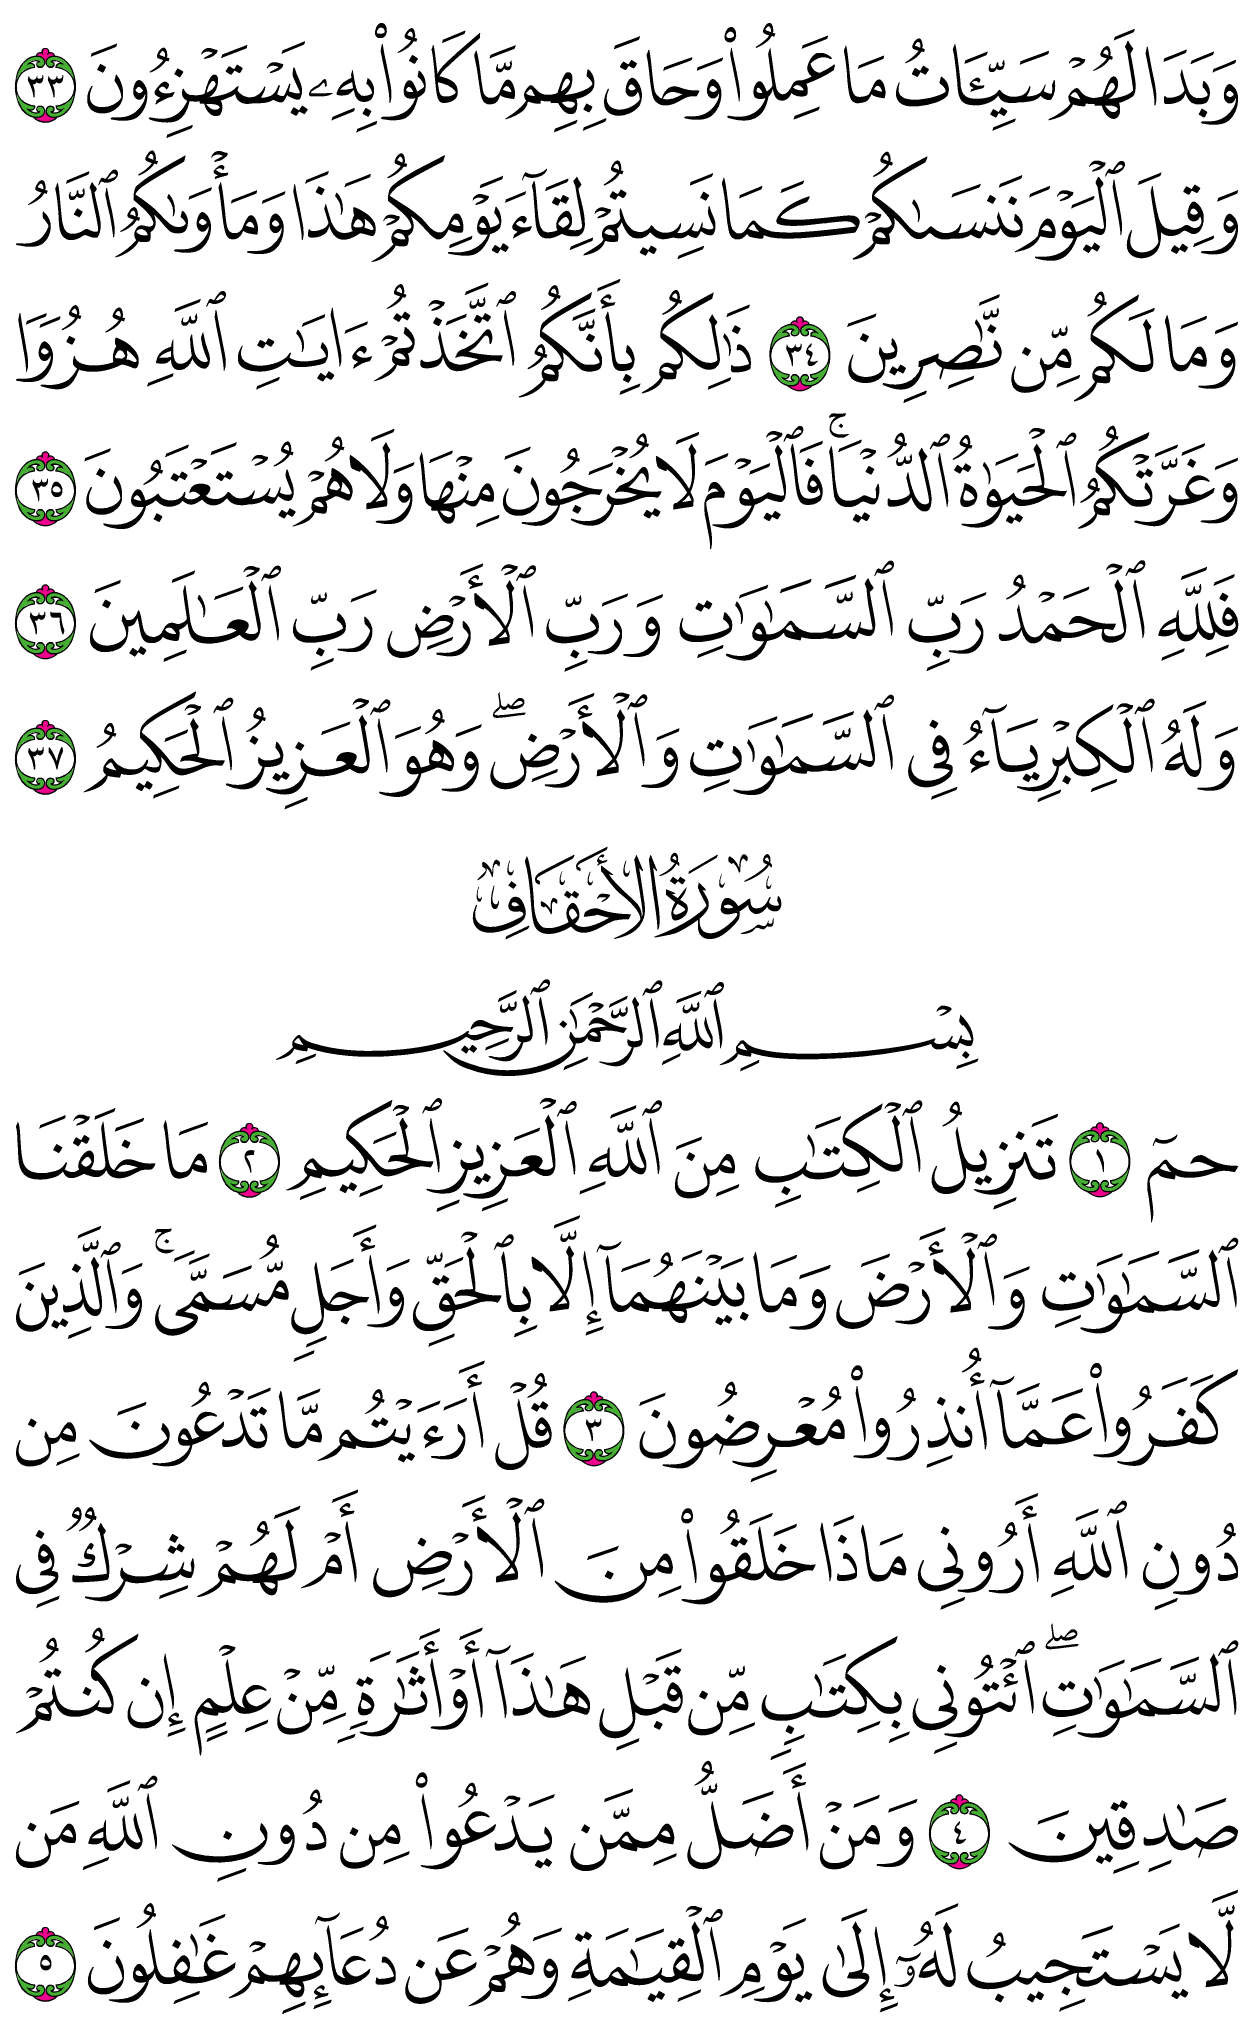 وَبَدَا لَهُمۡ سَيِّـَٔاتُ مَا عَمِلُواْ وَحَاقَ بِهِم مَّا كَانُواْ بِهِۦ يَسۡتَهۡزِءُونَ ٣٣
وَقِيلَ ٱلۡيَوۡمَ نَنسَىٰكُمۡ كَمَا نَسِيتُمۡ لِقَآءَ يَوۡمِكُمۡ هَٰذَا وَمَأۡوَىٰكُمُ ٱلنَّارُ
وَمَا لَكُم مِّن نَّٰصِرِينَ ٣٤ ذَٰلِكُم بِأَنَّكُمُ ٱتَّخَذۡتُمۡ ءَايَٰتِ ٱللَّهِ هُزُوٗا
وَغَرَّتۡكُمُ ٱلۡحَيَوٰةُ ٱلدُّنۡيَاۚ فَٱلۡيَوۡمَ لَا يُخۡرَجُونَ مِنۡهَا وَلَا هُمۡ يُسۡتَعۡتَبُونَ ٣٥
فَلِلَّهِ ٱلۡحَمۡدُ رَبِّ ٱلسَّمَٰوَٰتِ وَرَبِّ ٱلۡأَرۡضِ رَبِّ ٱلۡعَٰلَمِينَ ٣٦
وَلَهُ ٱلۡكِبۡرِيَآءُ فِي ٱلسَّمَٰوَٰتِ وَٱلۡأَرۡضِۖ وَهُوَ ٱلۡعَزِيزُ ٱلۡحَكِيمُ ٣٧
سُورَةُ الأَحۡقَافِ
بِسۡمِ ٱللَّهِ ٱلرَّحۡمَٰنِ ٱلرَّحِيمِ
حمٓ ١ تَنزِيلُ ٱلۡكِتَٰبِ مِنَ ٱللَّهِ ٱلۡعَزِيزِ ٱلۡحَكِيمِ ٢ مَا خَلَقۡنَا
ٱلسَّمَٰوَٰتِ وَٱلۡأَرۡضَ وَمَا بَيۡنَهُمَآ إِلَّا بِٱلۡحَقِّ وَأَجَلٖ مُّسَمّٗىۚ وَٱلَّذِينَ
كَفَرُواْ عَمَّآ أُنذِرُواْ مُعۡرِضُونَ ٣ قُلۡ أَرَءَيۡتُم مَّا تَدۡعُونَ مِن
دُونِ ٱللَّهِ أَرُونِي مَاذَا خَلَقُواْ مِنَ ٱلۡأَرۡضِ أَمۡ لَهُمۡ شِرۡكٞ فِي
ٱلسَّمَٰوَٰتِۖ ٱئۡتُونِي بِكِتَٰبٖ مِّن قَبۡلِ هَٰذَآ أَوۡ أَثَٰرَةٖ مِّنۡ عِلۡمٍ إِن كُنتُمۡ
صَٰدِقِينَ ٤ وَمَنۡ أَضَلُّ مِمَّن يَدۡعُواْ مِن دُونِ ٱللَّهِ مَن
لَّا يَسۡتَجِيبُ لَهُۥٓ إِلَىٰ يَوۡمِ ٱلۡقِيَٰمَةِ وَهُمۡ عَن دُعَآئِهِمۡ غَٰفِلُونَ ٥